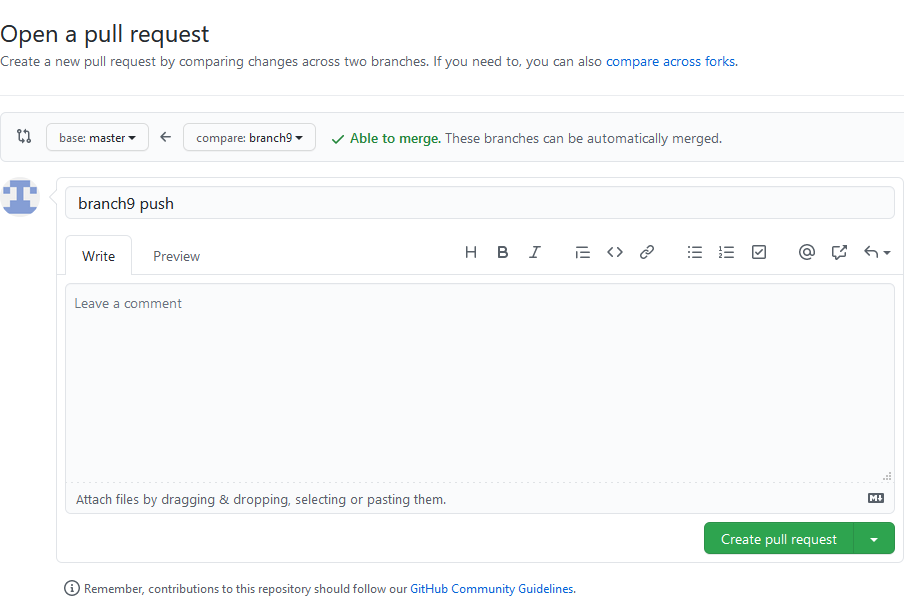 Open a pull request
Create a new pull request by comparing changes across two branches. If you need to, you can also compare across forks.
base: master compare: branch9 Able to merge. These branches can be automatically merged.
branch9 push
Write Preview H B I @
Leave a comment
Attach files by dragging & dropping, selecting or pasting them.
Create pull request
Remember, contributions to this repository should follow our GitHub Community Guidelines.